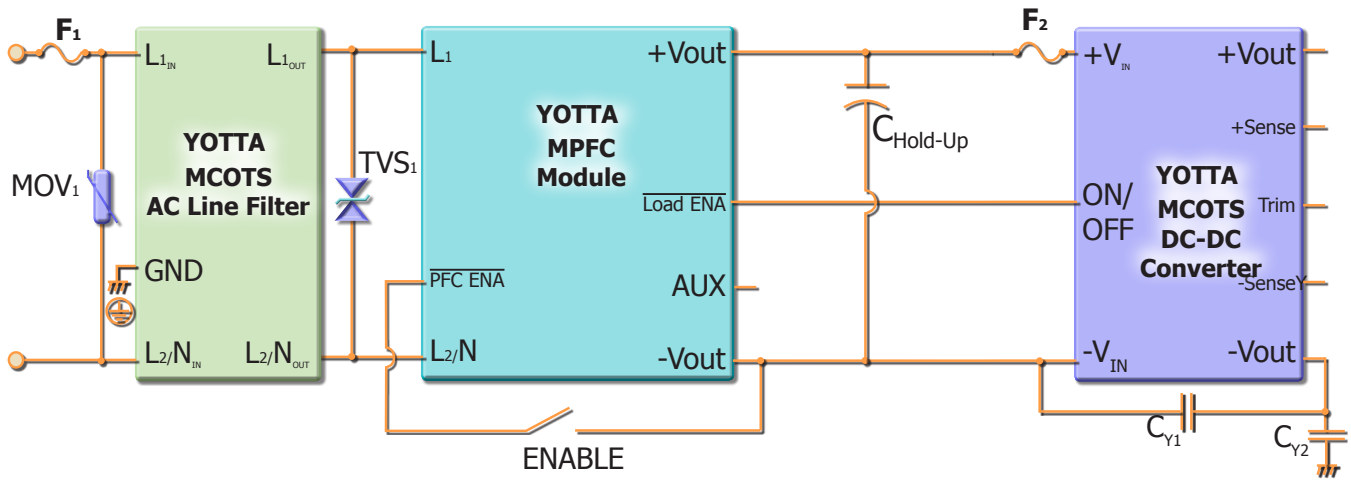 F1
MOV1
L1IN
L1OUT
YOTTA
MCOTS
AC Line Filter
GND
L2/NIN
L2/NOUT
TVS1
L1
+Vout
YOTTA
MPFC
Module
Load ENA
PFC ENA
AUX
L2/N
-Vout
ENABLE
CHold-Up
F2
+VIN
+Vout
+Sense
YOTTA
MCOTS
DC-DC
Converter
ON/
OFF
Trim
-SenseY
-VIN
-Vout
CY1
CY2